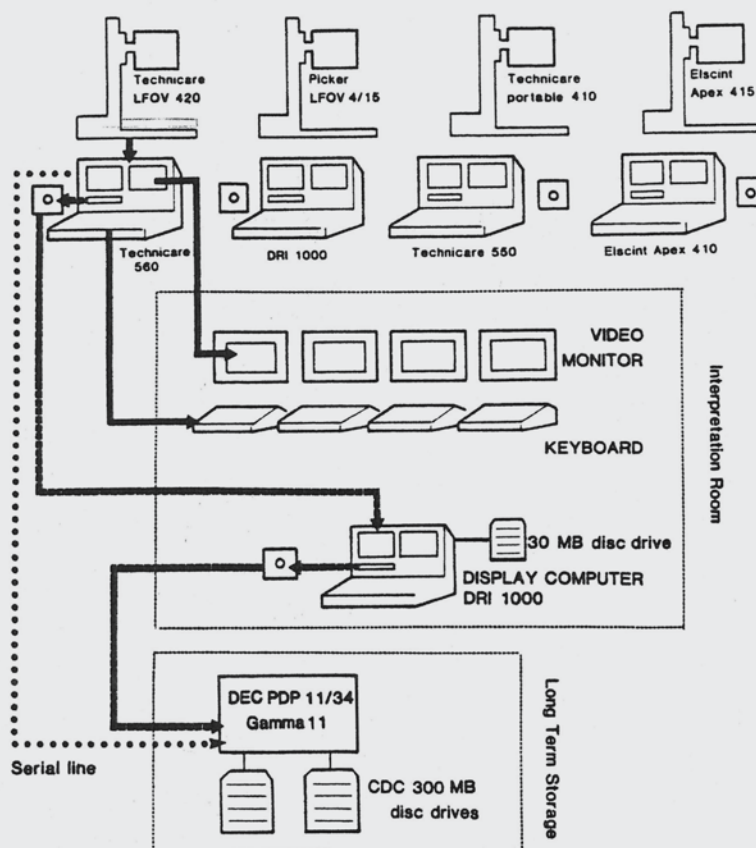 Technicare
LFOV 420
Picker
LFOV 4/15
Technicare
portable 410
Elscint
Apex 415
Technicare
560
DRI 1000
Technicare 550
Elscint Apex 410
VIDEO
MONITOR
KEYBOARD
Interpretation Room
30 MB disc drive
DISPLAY COMPUTER
DRI 1000
DEC PDP 11/34
Gamma 11
Serial line
CDC 300 MB
disc drives
Long Term Storage